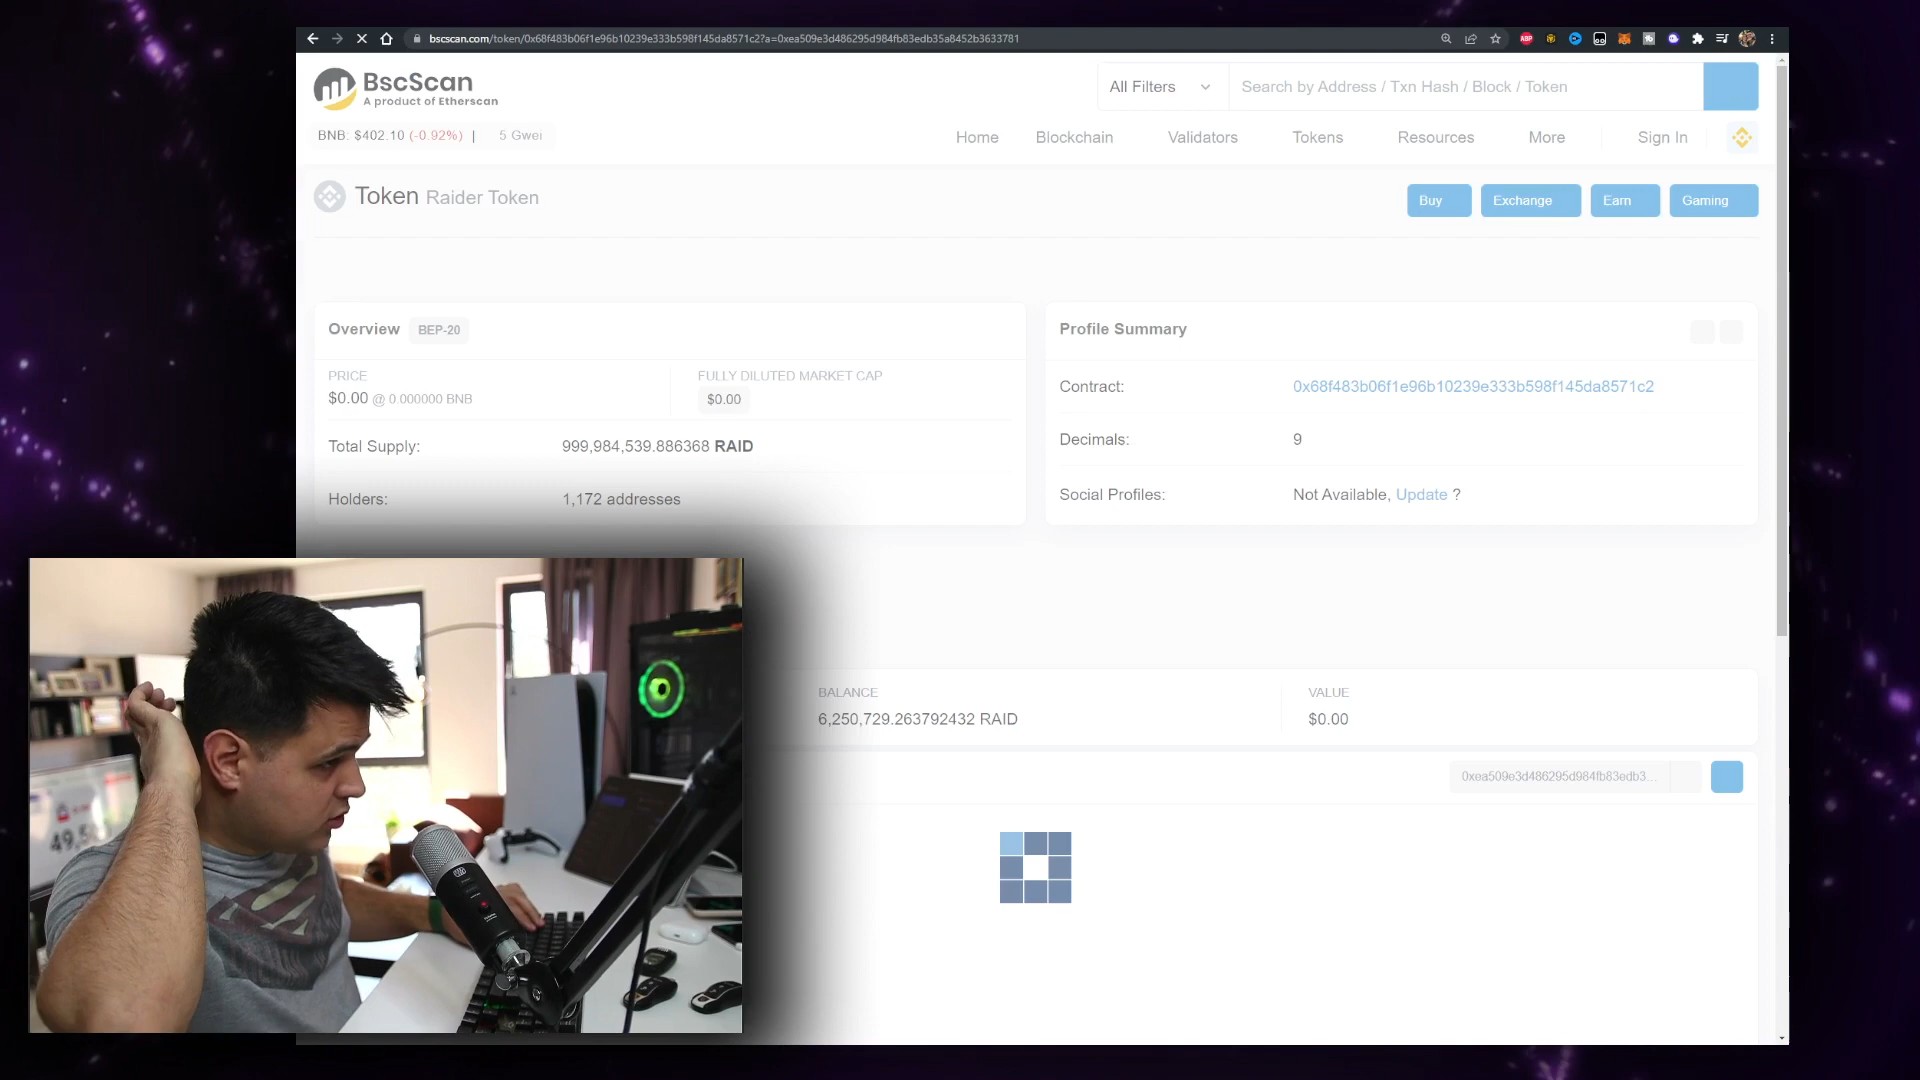 bscscan.com/token/0x68f483b06f1e96b10239e333b598f145da8571c2?a=0xea509e3d486295d984fb83edb35a8452b3633781
ABP
BscScan
A product of Etherscan
All Filters
Search by Address / Txn Hash / Block / Token
BNB: $402.10 (-0.92%) | 5 Gwei
Home Blockchain Validators Tokens Resources More Sign In
Token Raider Token
Buy Exchange Earn Gaming
Overview BEP-20
PRICE
$0.00 @ 0.000000 BNB
FULLY DILUTED MARKET CAP
$0.00
Total Supply: 999,984,539.886368 RAID
Holders: 1,172 addresses
Profile Summary
Contract: 0x68f483b06f1e96b10239e333b598f145da8571c2
Decimals: 9
Social Profiles: Not Available, Update ?
BALANCE
6,250,729.263792432 RAID
VALUE
$0.00
0xea509e3d486295d984fb83edb3...